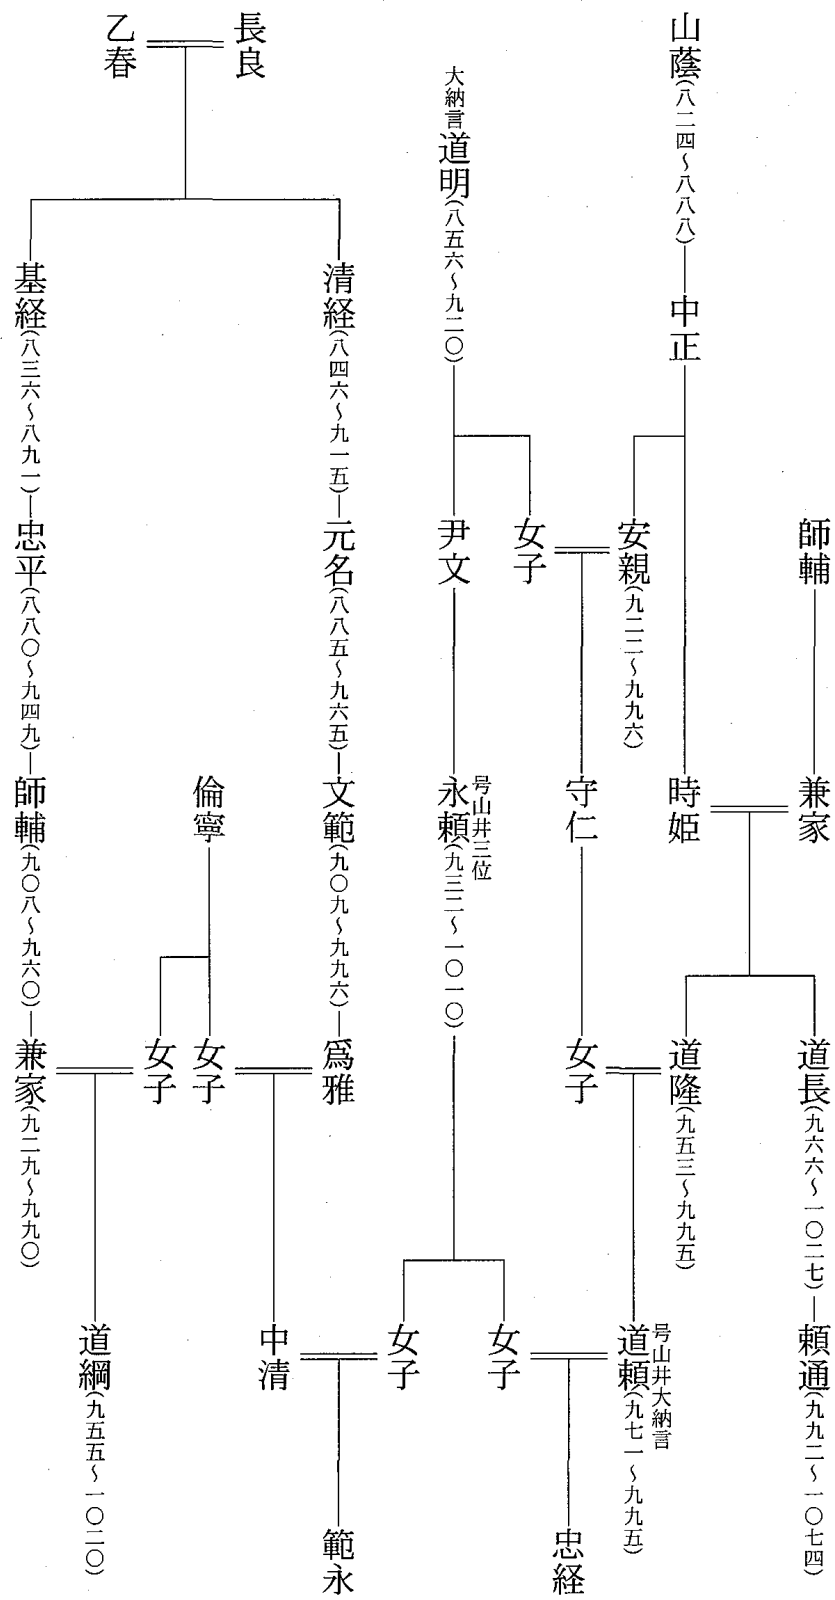 師輔
兼家
道長(九六六〜一〇二七)
頼通(九九二〜一〇七四)
山蔭(八二四〜八八八)
中正
時姫
道隆(九五三〜九九五)
安親(九二二〜九九六)
号山井大納言
道頼(九七一〜九九五)
女子
守仁
女子
忠経
大納言道明(八五六〜九二〇)
尹文
号山井三位
永頼(九三二〜一〇一〇)
女子
女子
長良
乙春
清経(八四六〜九一五)
元名(八八五〜九六五)
文範(九〇九〜九九六)
爲雅
範永
倫寧
女子
女子
中清
基経(八三六〜八九一)
忠平(八八〇〜九四九)
師輔(九〇八〜九六〇)
兼家(九二九〜九九〇)
道綱(九五五〜一〇二〇)